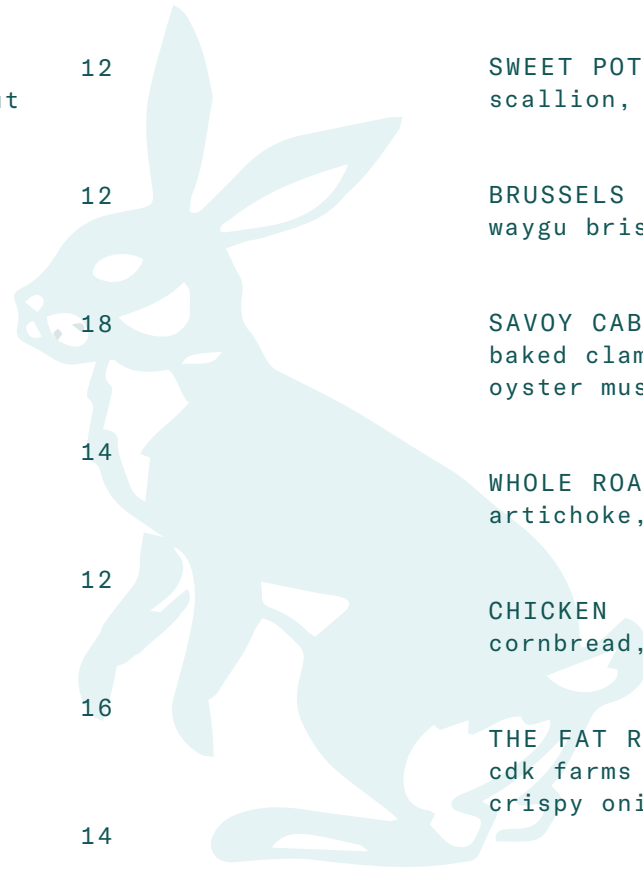 12
12
18
14
12
16
14
SWEET POT
scallion,
BRUSSELS
waygu bris
SAVOY CAB
baked clam
oyster mus
WHOLE ROA
artichoke,
CHICKEN
cornbread,
THE FAT R
cdk farms
crispy oni